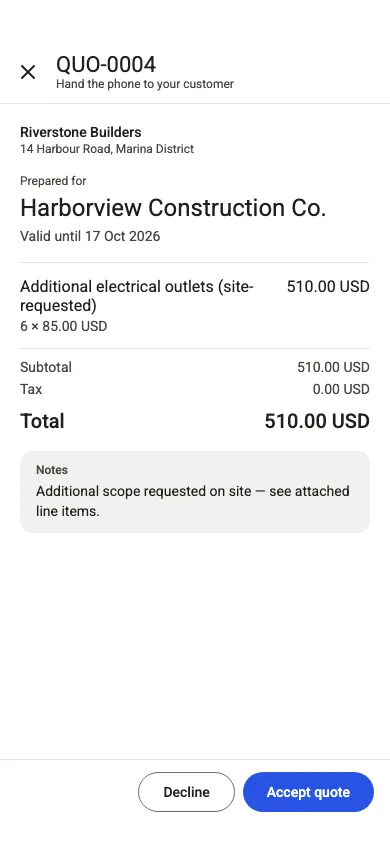 QUO-0004
Hand the phone to your customer
Riverstone Builders
14 Harbour Road, Marina District
Prepared for
Harborview Construction Co.
Valid until 17 Oct 2026
Additional electrical outlets (site-
requested)
510.00 USD
6 × 85.00 USD
Subtotal 510.00 USD
Tax 0.00 USD
Total 510.00 USD
Notes
Additional scope requested on site — see attached
line items.
Decline Accept quote